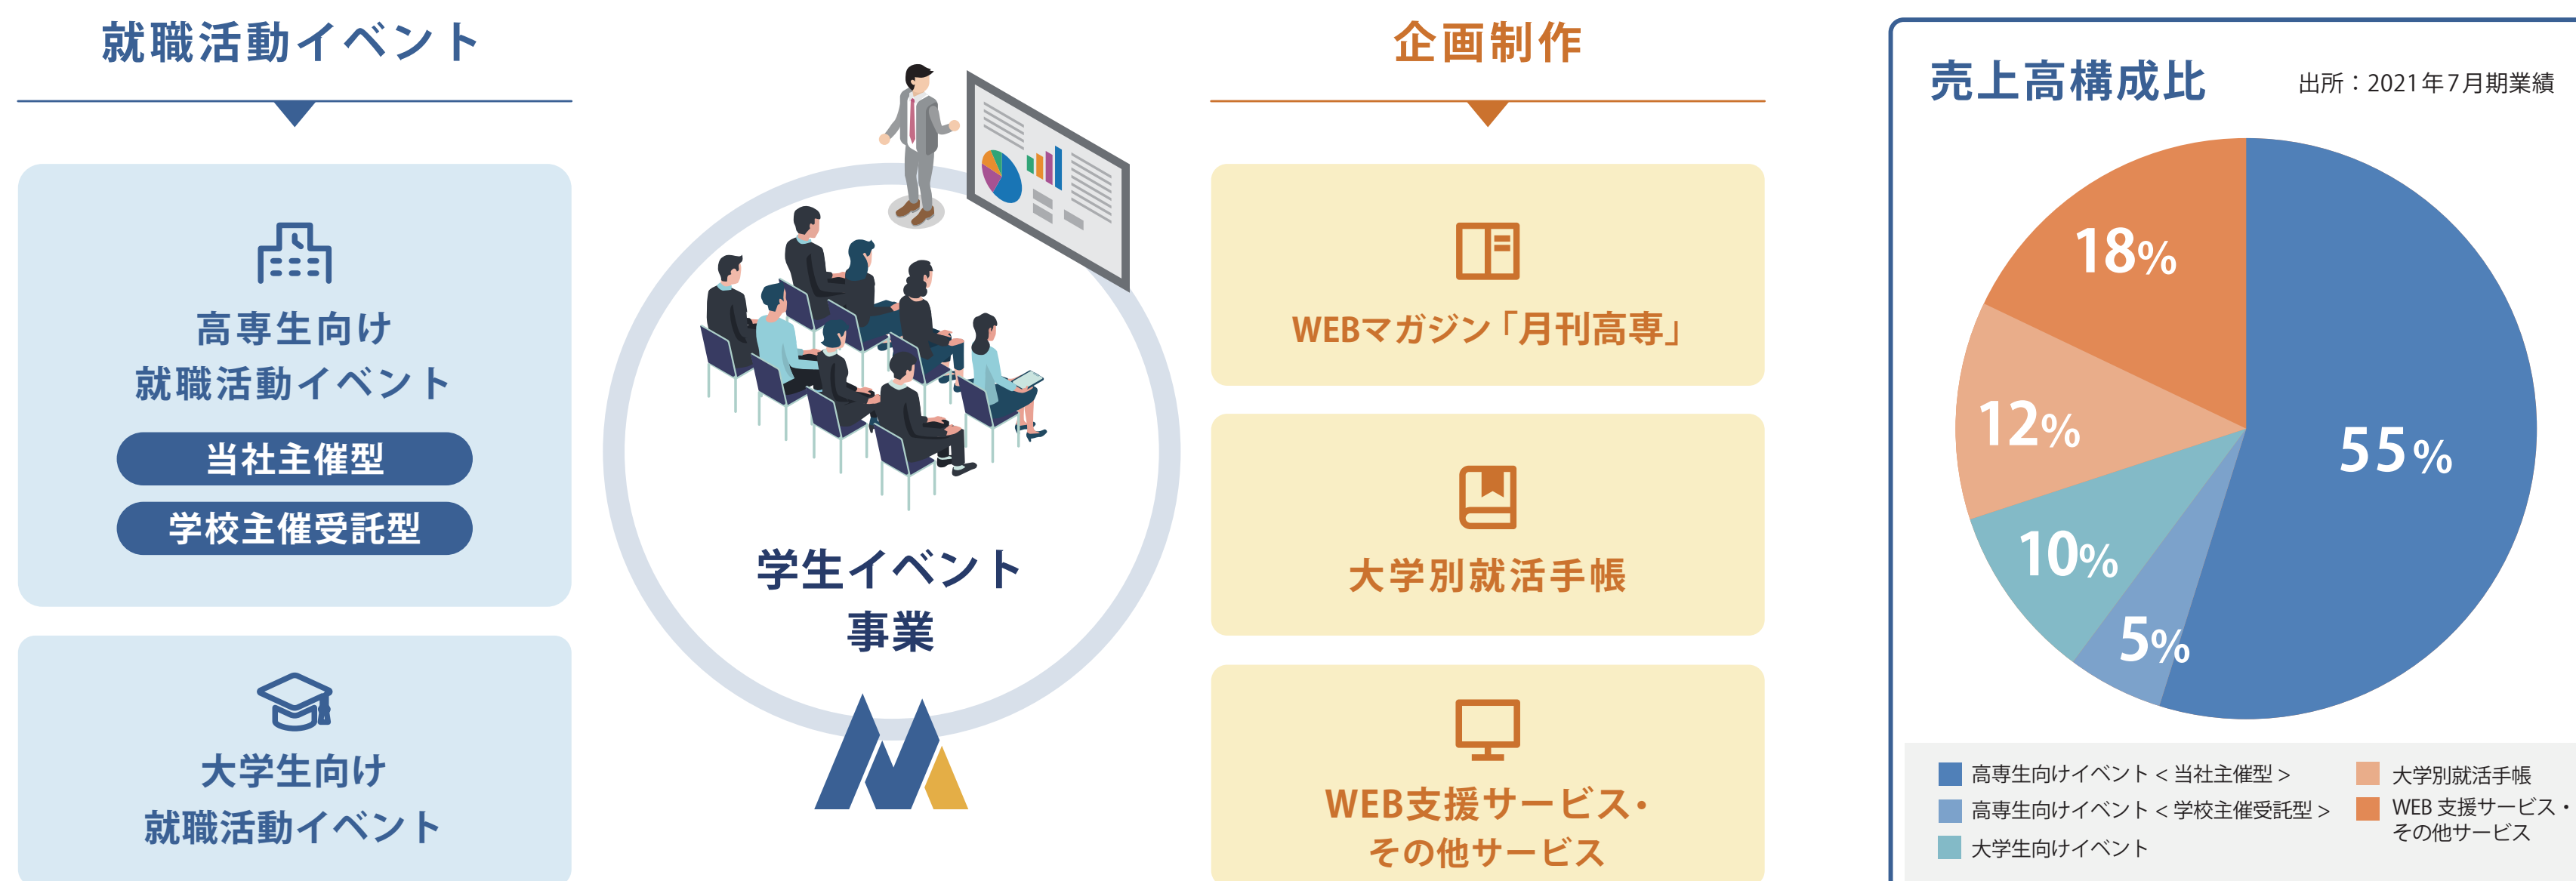 就職活動イベント
高専生向け
就職活動イベント
当社主催型
学校主催受託型
大学生向け
就職活動イベント
学生イベント
事業
企画制作
WEBマガジン「月刊高専」
大学別就活手帳
WEB支援サービス・
その他サービス
売上高構成比
出所：2021年7月期業績
18%
12%
10%
5%
55%
高専生向けイベント＜当社主催型＞
高専生向けイベント＜学校主催受託型＞
大学生向けイベント
大学別就活手帳
WEB 支援サービス・
その他サービス